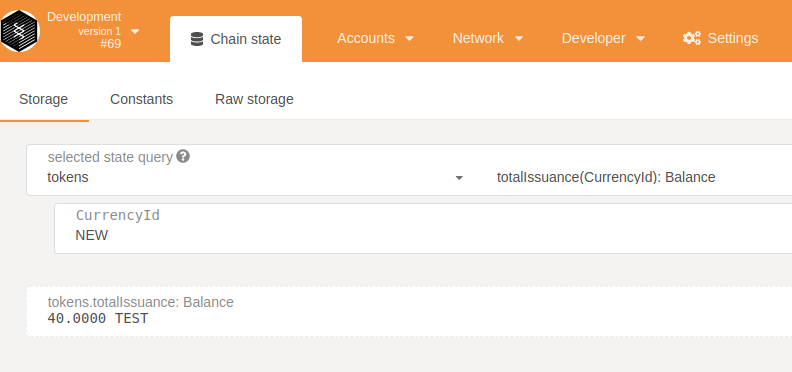 Development
version 1
#69
Chain state
Accounts
Network
Developer
Settings
Storage
Constants
Raw storage
selected state query
tokens
totalIssuance(CurrencyId): Balance
CurrencyId
NEW
tokens.totalIssuance: Balance
40.0000 TEST